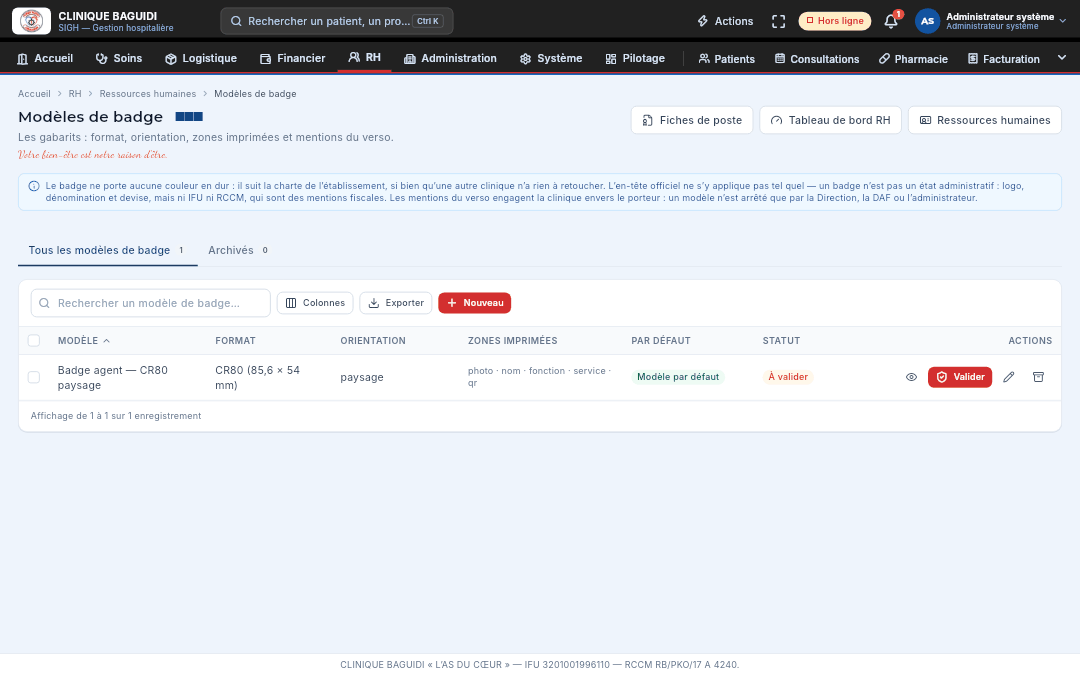 CLINIQUE BAGUIDI
SIGH — Gestion hospitalière
Rechercher un patient, un pro... Ctrl K
Actions
Hors ligne
1
AS
Administrateur système
Administrateur système
Accueil
Soins
Logistique
Financier
RH
Administration
Système
Pilotage
Patients
Consultations
Pharmacie
Facturation
Accueil > RH > Ressources humaines > Modèles de badge
Modèles de badge
Les gabarits : format, orientation, zones imprimées et mentions du verso.
Votre bien-être est notre raison d'être.
Fiches de poste
Tableau de bord RH
Ressources humaines
Le badge ne porte aucune couleur en dur : il suit la charte de l'établissement, si bien qu'une autre clinique n'a rien à retoucher. L'en-tête officiel ne s'y applique pas tel quel — un badge n'est pas un état administratif : logo,
dénomination et devise, mais ni IFU ni RCCM, qui sont des mentions fiscales. Les mentions du verso engagent la clinique envers le porteur : un modèle n'est arrêté que par la Direction, la DAF ou l'administrateur.
Tous les modèles de badge 1
Archivés 0
Rechercher un modèle de badge...
Colonnes
Exporter
Nouveau
MODÈLE
FORMAT
ORIENTATION
ZONES IMPRIMÉES
PAR DÉFAUT
STATUT
ACTIONS
Badge agent — CR80
paysage
CR80 (85,6 × 54
mm)
paysage
photo · nom · fonction · service ·
qr
Modèle par défaut
À valider
Valider
Affichage de 1 à 1 sur 1 enregistrement
CLINIQUE BAGUIDI « L'AS DU CŒUR » — IFU 3201001996110 — RCCM RB/PKO/17 A 4240.